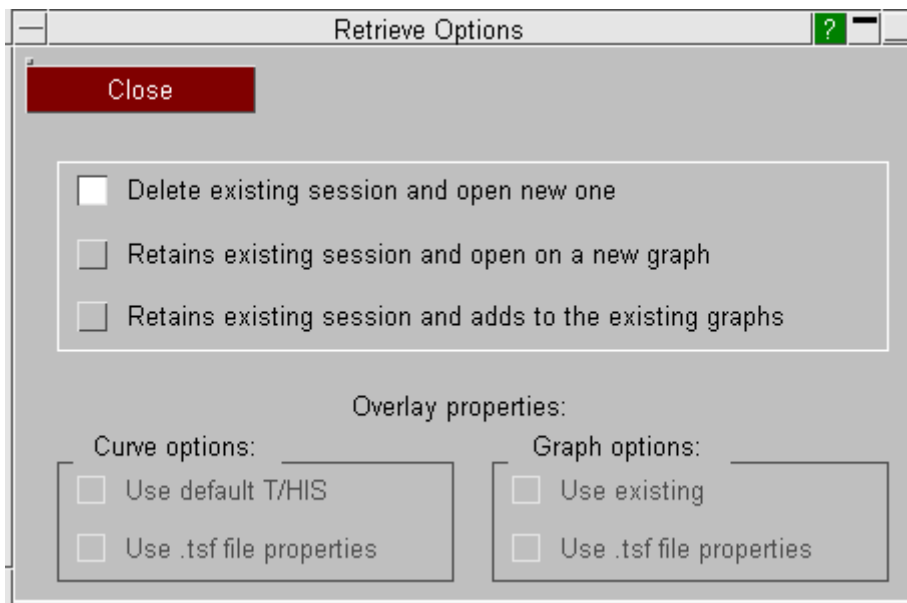 Retrieve Options ?
Close
Delete existing session and open new one
Retains existing session and open on a new graph
Retains existing session and adds to the existing graphs
Overlay properties:
Curve options: Graph options:
Use default T/HIS Use existing
Use .tsf file properties Use .tsf file properties